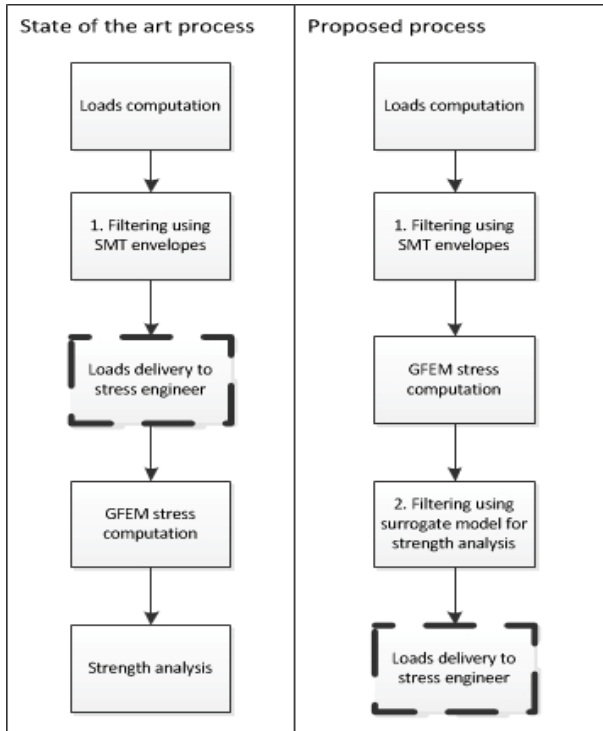 State of the art process
Loads computation
1. Filtering using
SMT envelopes
Loads delivery to
stress engineer
GFEM stress
computation
Strength analysis
Proposed process
Loads computation
1. Filtering using
SMT envelopes
GFEM stress
computation
2. Filtering using
surrogate model for
strength analysis
Loads delivery to
stress engineer